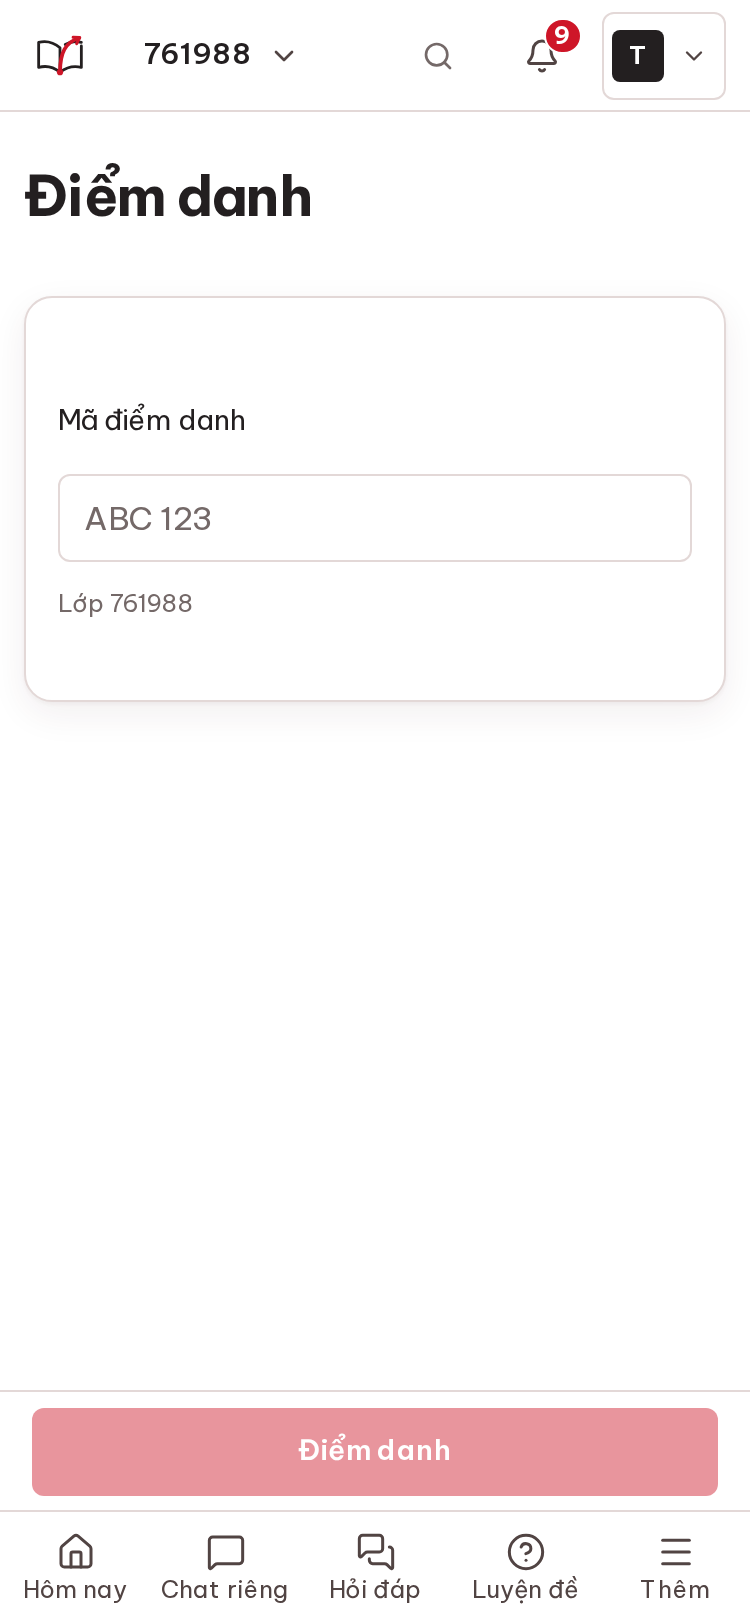 761988
9
T
Điểm danh
Mã điểm danh
ABC 123
Lớp 761988
Điểm danh
Hôm nay
Chat riêng
Hỏi đáp
Luyện đề
Thêm